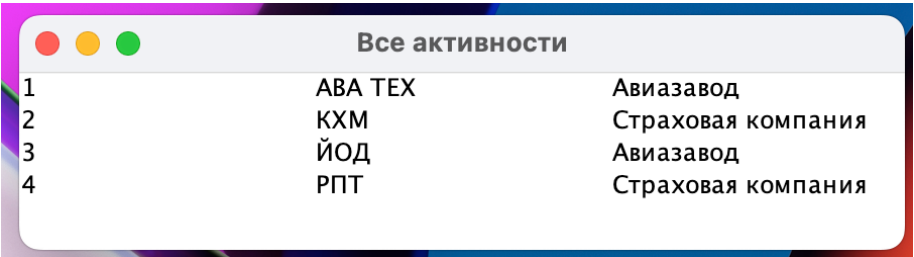 Все активности
1 АВА ТЕХ Авиазавод
2 КХМ Страховая компания
3 ЙОД Авиазавод
4 РПТ Страховая компания